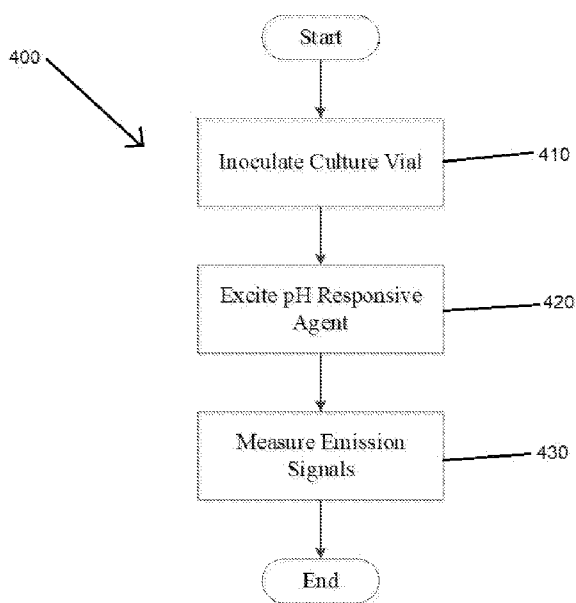 Start
400
Inoculate Culture Vial
410
Excite pH Responsive
Agent
420
Measure Emission
Signals
430
End